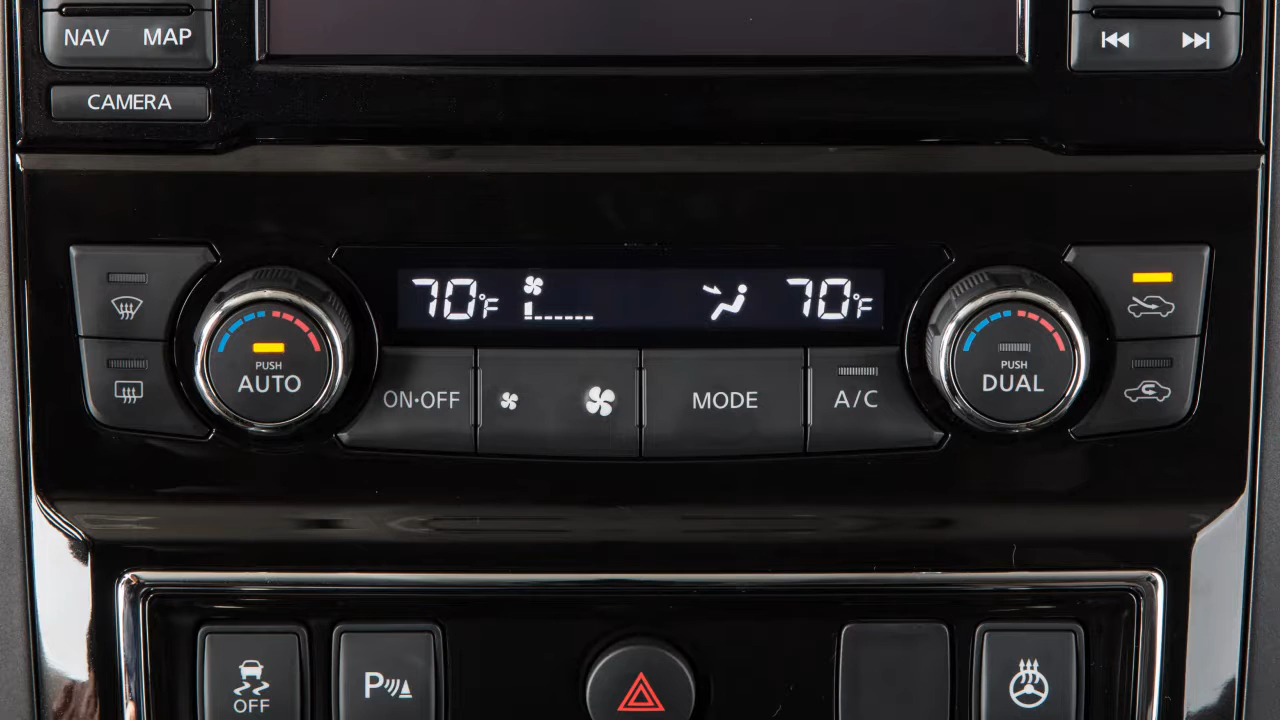 NAV MAP
CAMERA
70°F 70°F
PUSH
AUTO
PUSH
DUAL
ON·OFF
MODE
A/C
OFF
P